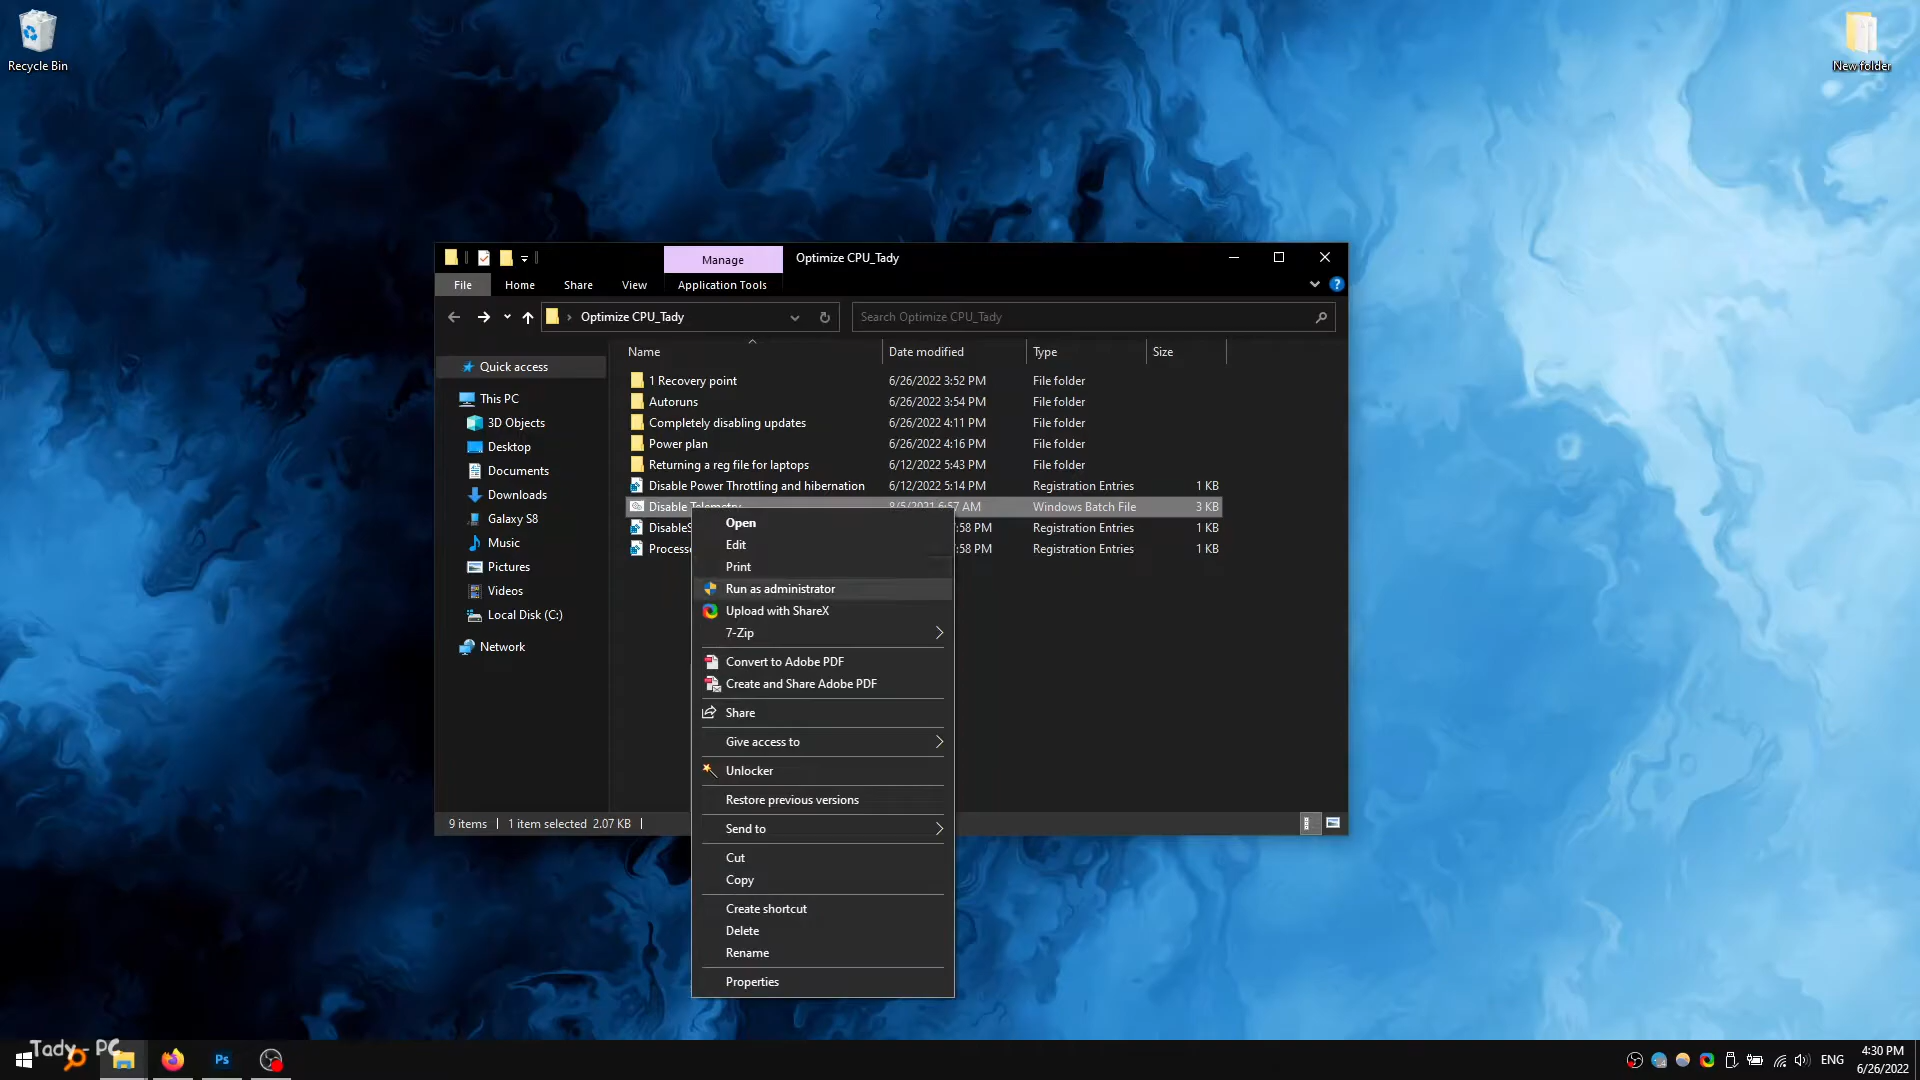 Recycle Bin
New folder
Manage
Optimize CPU_Tady
File
Home
Share
View
Application Tools
Optimize CPU_Tady
Search Optimize CPU_Tady
Name
Date modified
Type
Size
Quick access
This PC
3D Objects
Desktop
Documents
Downloads
Galaxy S8
Music
Pictures
Videos
Local Disk (C:)
Network
1 Recovery point 6/26/2022 3:52 PM File folder
Autoruns 6/26/2022 3:54 PM File folder
Completely disabling updates 6/26/2022 4:11 PM File folder
Power plan 6/26/2022 4:16 PM File folder
Returning a reg file for laptops 6/12/2022 5:43 PM File folder
Disable Power Throttling and hibernation 6/12/2022 5:14 PM Registration Entries 1 KB
Disable Telemetry 8/5/2021 6:57 AM Windows Batch File 3 KB
DisableS :58 PM Registration Entries 1 KB
Process :58 PM Registration Entries 1 KB
Open
Edit
Print
Run as administrator
Upload with ShareX
7-Zip
Convert to Adobe PDF
Create and Share Adobe PDF
Share
Give access to
Unlocker
Restore previous versions
Send to
Cut
Copy
Create shortcut
Delete
Rename
Properties
9 items
1 item selected 2.07 KB
Tady - PC
Ps
ENG
4:30 PM
6/26/2022